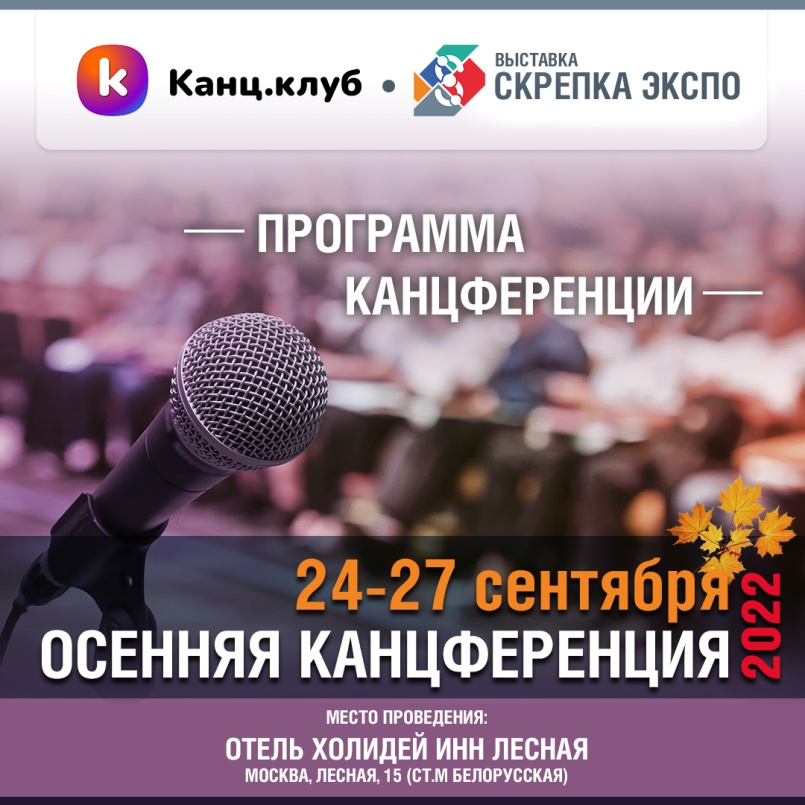 k Канц.клуб • ВЫСТАВКА
СКРЕПКА ЭКСПО
ПРОГРАММА
КАНЦФЕРЕНЦИИ
24-27 сентября
ОСЕННЯЯ КАНЦФЕРЕНЦИЯ 2022
МЕСТО ПРОВЕДЕНИЯ:
ОТЕЛЬ ХОЛИДЕЙ ИНН ЛЕСНАЯ
МОСКВА, ЛЕСНАЯ, 15 (СТ.М БЕЛОРУССКАЯ)